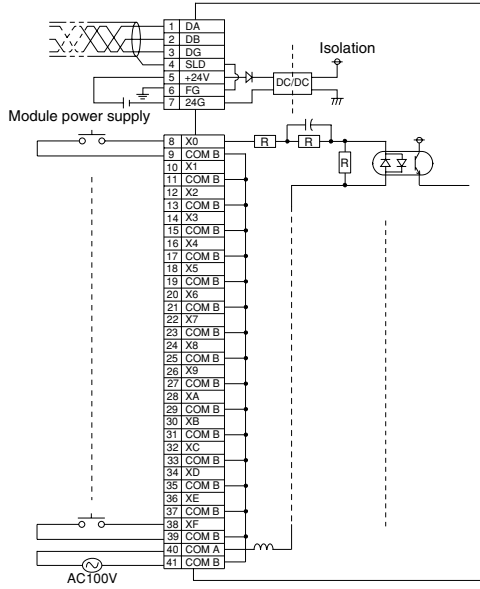 1 DA
2 DB
3 DG
4 SLD
5 +24V
6 FG
7 24G
Isolation
DC/DC
Module power supply
8 X0
9 COM B
10 X1
11 COM B
12 X2
13 COM B
14 X3
15 COM B
16 X4
17 COM B
18 X5
19 COM B
20 X6
21 COM B
22 X7
23 COM B
24 X8
25 COM B
26 X9
27 COM B
28 XA
29 COM B
30 XB
31 COM B
32 XC
33 COM B
34 XD
35 COM B
36 XE
37 COM B
38 XF
39 COM B
40 COM A
41 COM B
R
R
R
AC100V